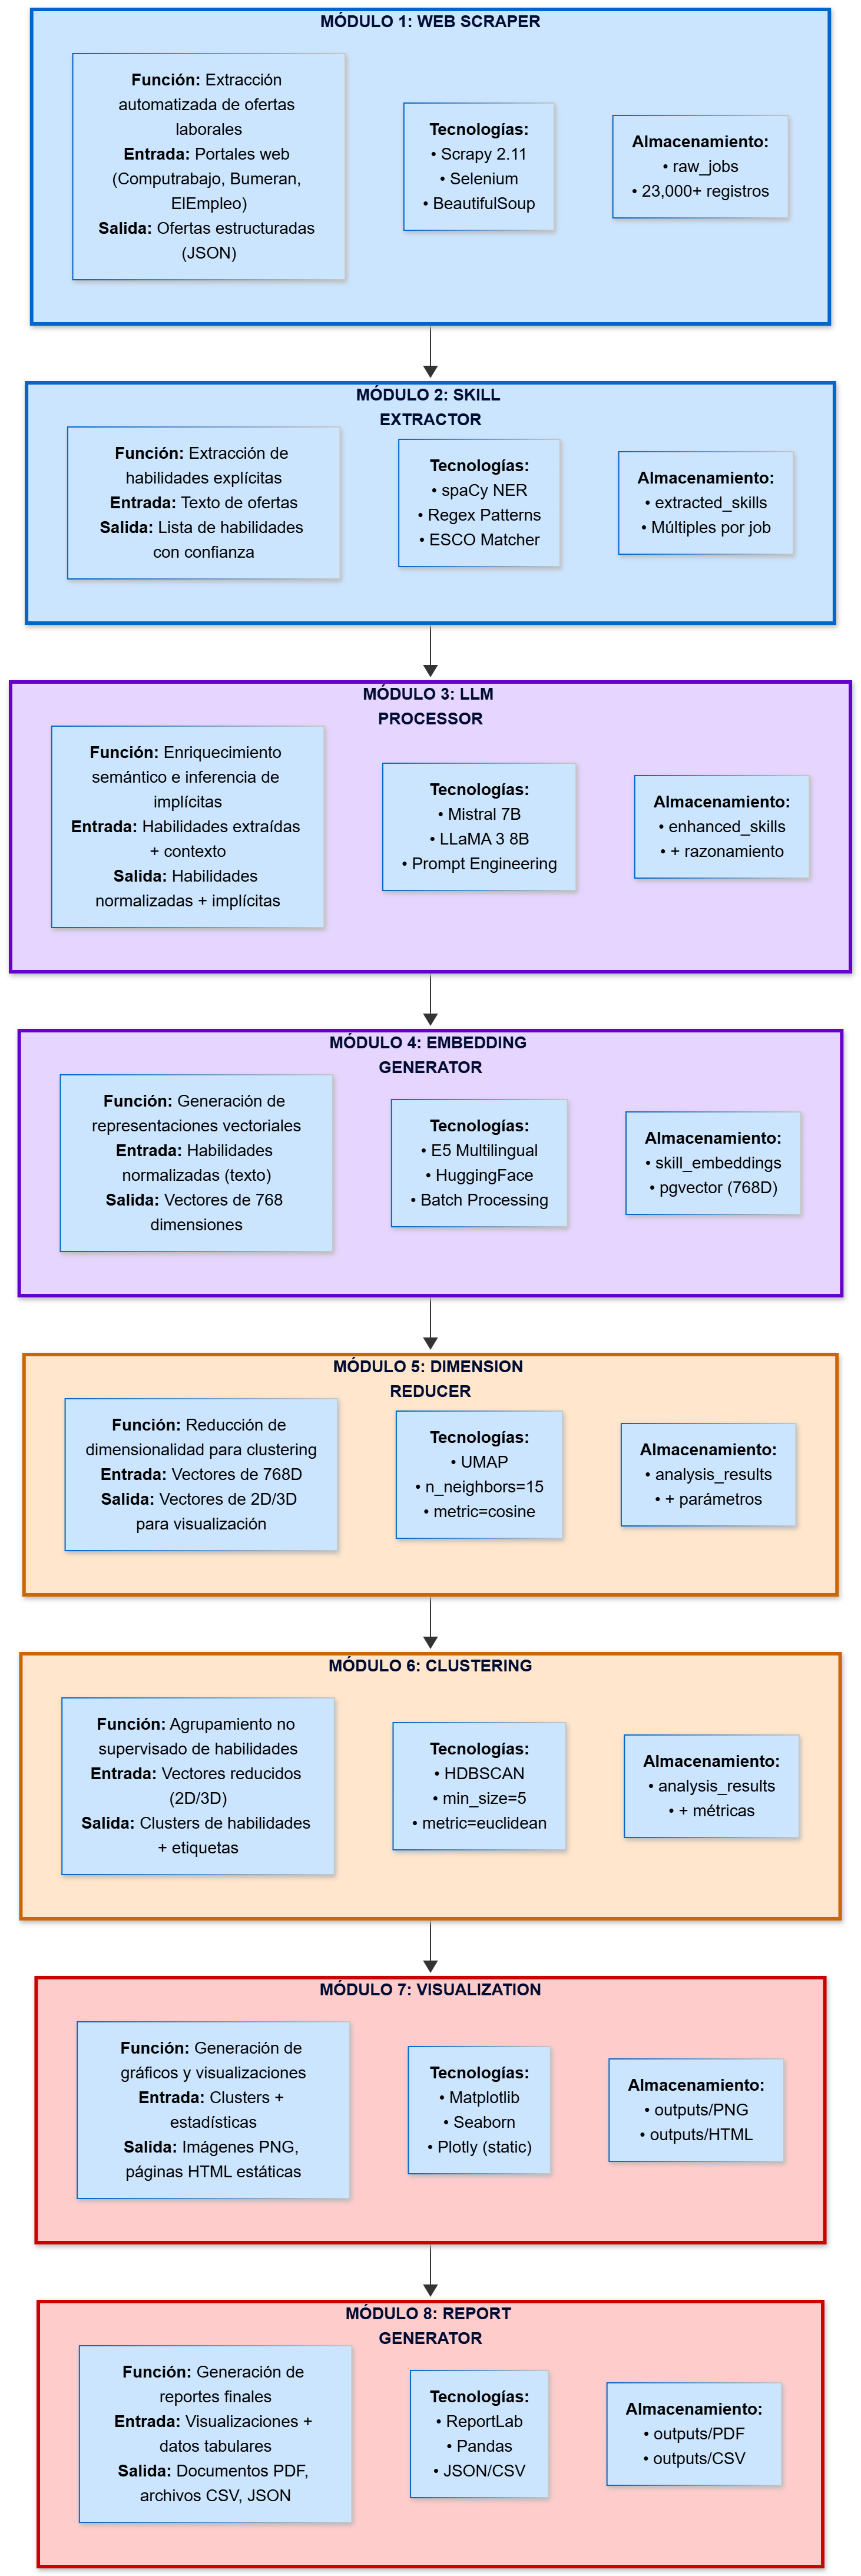 MÓDULO 1: WEB SCRAPER
Función: Extracción
automatizada de ofertas
laborales
Entrada: Portales web
(Computrabajo, Bumeran,
ElEmpleo)
Salida: Ofertas estructuradas
(JSON)
Tecnologías:
• Scrapy 2.11
• Selenium
• BeautifulSoup
Almacenamiento:
• raw_jobs
• 23,000+ registros
MÓDULO 2: SKILL
EXTRACTOR
Función: Extracción de
habilidades explícitas
Entrada: Texto de ofertas
Salida: Lista de habilidades
con confianza
Tecnologías:
• spaCy NER
• Regex Patterns
• ESCO Matcher
Almacenamiento:
• extracted_skills
• Múltiples por job
MÓDULO 3: LLM
PROCESSOR
Función: Enriquecimiento
semántico e inferencia de
implícitas
Entrada: Habilidades extraídas
+ contexto
Salida: Habilidades
normalizadas + implícitas
Tecnologías:
• Mistral 7B
• LLaMA 3 8B
• Prompt Engineering
Almacenamiento:
• enhanced_skills
• + razonamiento
MÓDULO 4: EMBEDDING
GENERATOR
Función: Generación de
representaciones vectoriales
Entrada: Habilidades
normalizadas (texto)
Salida: Vectores de 768
dimensiones
Tecnologías:
• E5 Multilingual
• HuggingFace
• Batch Processing
Almacenamiento:
• skill_embeddings
• pgvector (768D)
MÓDULO 5: DIMENSION
REDUCER
Función: Reducción de
dimensionalidad para clustering
Entrada: Vectores de 768D
Salida: Vectores de 2D/3D
para visualización
Tecnologías:
• UMAP
• n_neighbors=15
• metric=cosine
Almacenamiento:
• analysis_results
• + parámetros
MÓDULO 6: CLUSTERING
Función: Agrupamiento no
supervisado de habilidades
Entrada: Vectores reducidos
(2D/3D)
Salida: Clusters de habilidades
+ etiquetas
Tecnologías:
• HDBSCAN
• min_size=5
• metric=euclidean
Almacenamiento:
• analysis_results
• + métricas
MÓDULO 7: VISUALIZATION
Función: Generación de
gráficos y visualizaciones
Entrada: Clusters +
estadísticas
Salida: Imágenes PNG,
páginas HTML estáticas
Tecnologías:
• Matplotlib
• Seaborn
• Plotly (static)
Almacenamiento:
• outputs/PNG
• outputs/HTML
MÓDULO 8: REPORT
GENERATOR
Función: Generación de
reportes finales
Entrada: Visualizaciones +
datos tabulares
Salida: Documentos PDF,
archivos CSV, JSON
Tecnologías:
• ReportLab
• Pandas
• JSON/CSV
Almacenamiento:
• outputs/PDF
• outputs/CSV